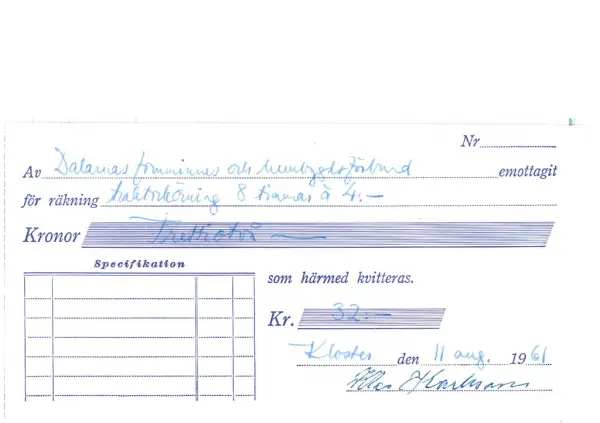 Nr
Av Dalarnas fornminnes och hembygdsförbund emottagit
för räkning traktorkörning 8 timmar à 4:-
Kronor Trettiotvå
Specifikation
som härmed kvitteras.
Kr. 32:-
Kloster den 11 aug. 1961
Karlsson